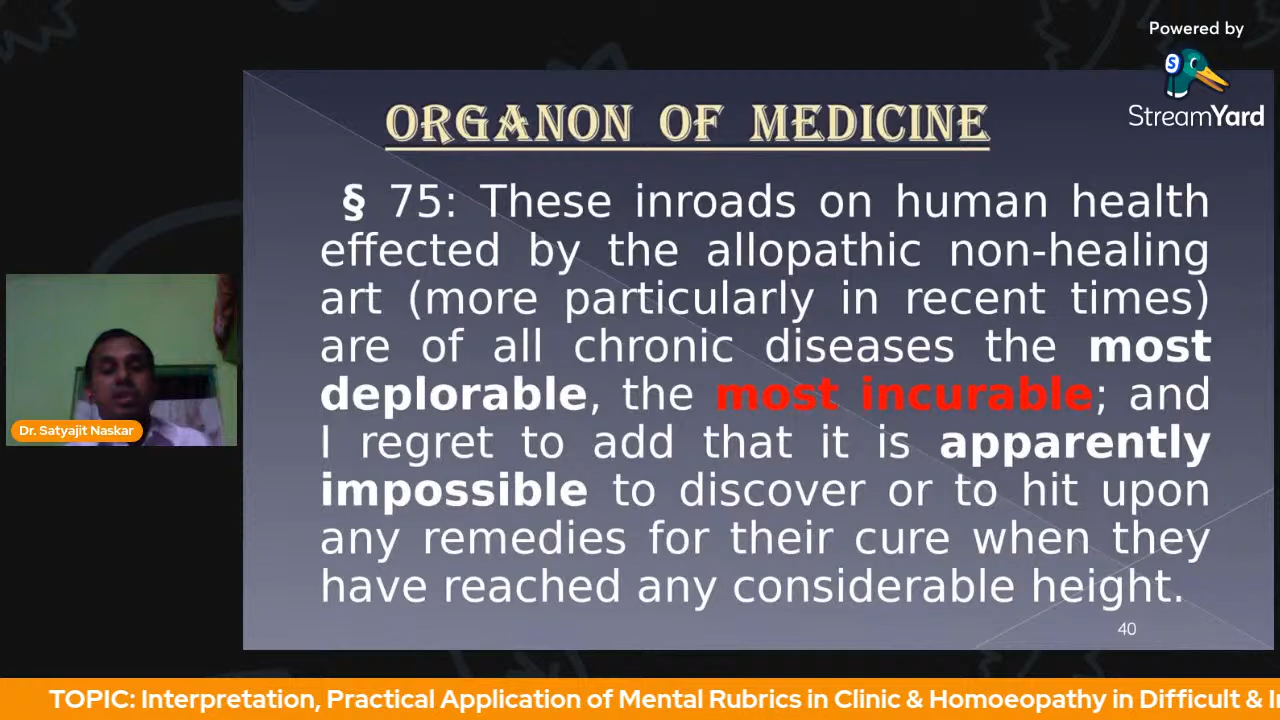 Powered by
S
StreamYard
ORGANON OF MEDICINE
§ 75: These inroads on human health
effected by the allopathic non-healing
art (more particularly in recent times)
are of all chronic diseases the most
deplorable, the most incurable; and
I regret to add that it is apparently
impossible to discover or to hit upon
any remedies for their cure when they
have reached any considerable height.
40
Dr. Satyajit Naskar
TOPIC: Interpretation, Practical Application of Mental Rubrics in Clinic & Homoeopathy in Difficult &